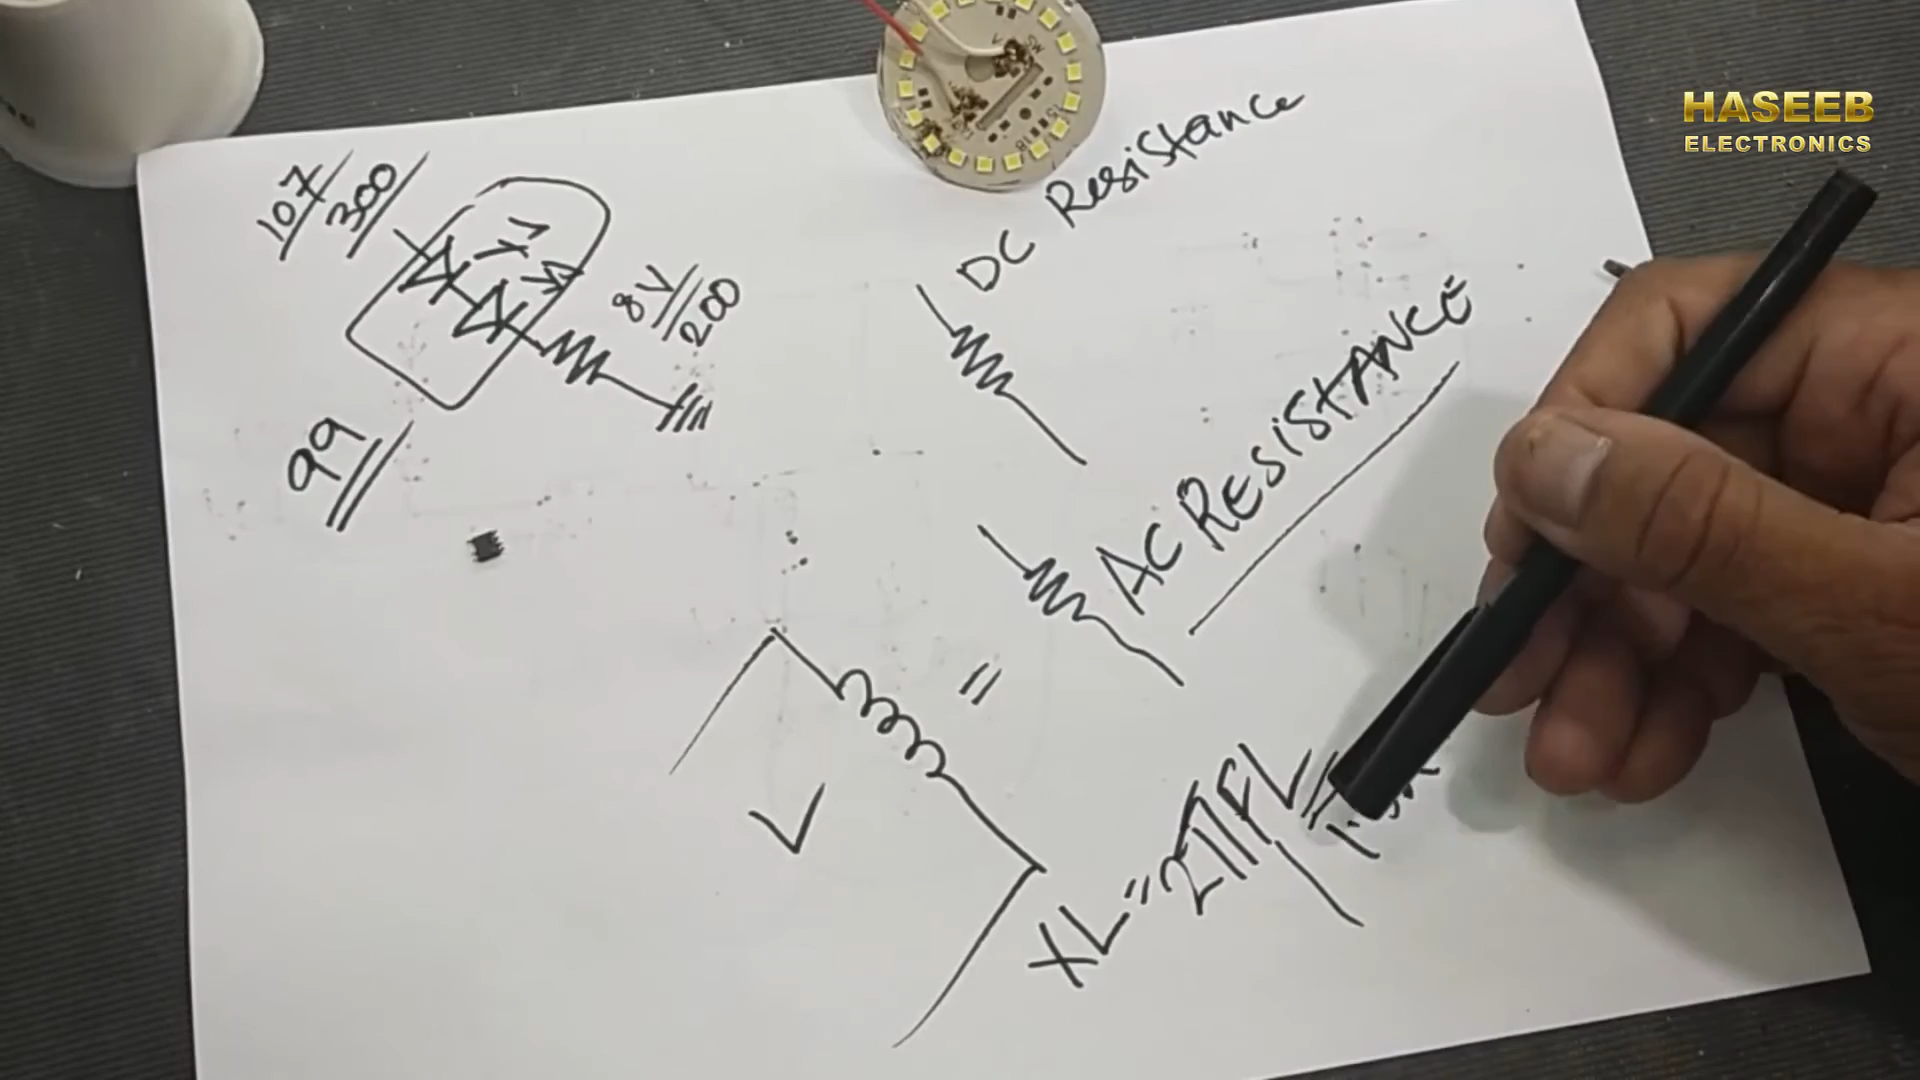 HASEEB
ELECTRONICS
107
300
8V
200
99
DC Resistance
AC RESISTANCE
=
L
XL = 2πFL =